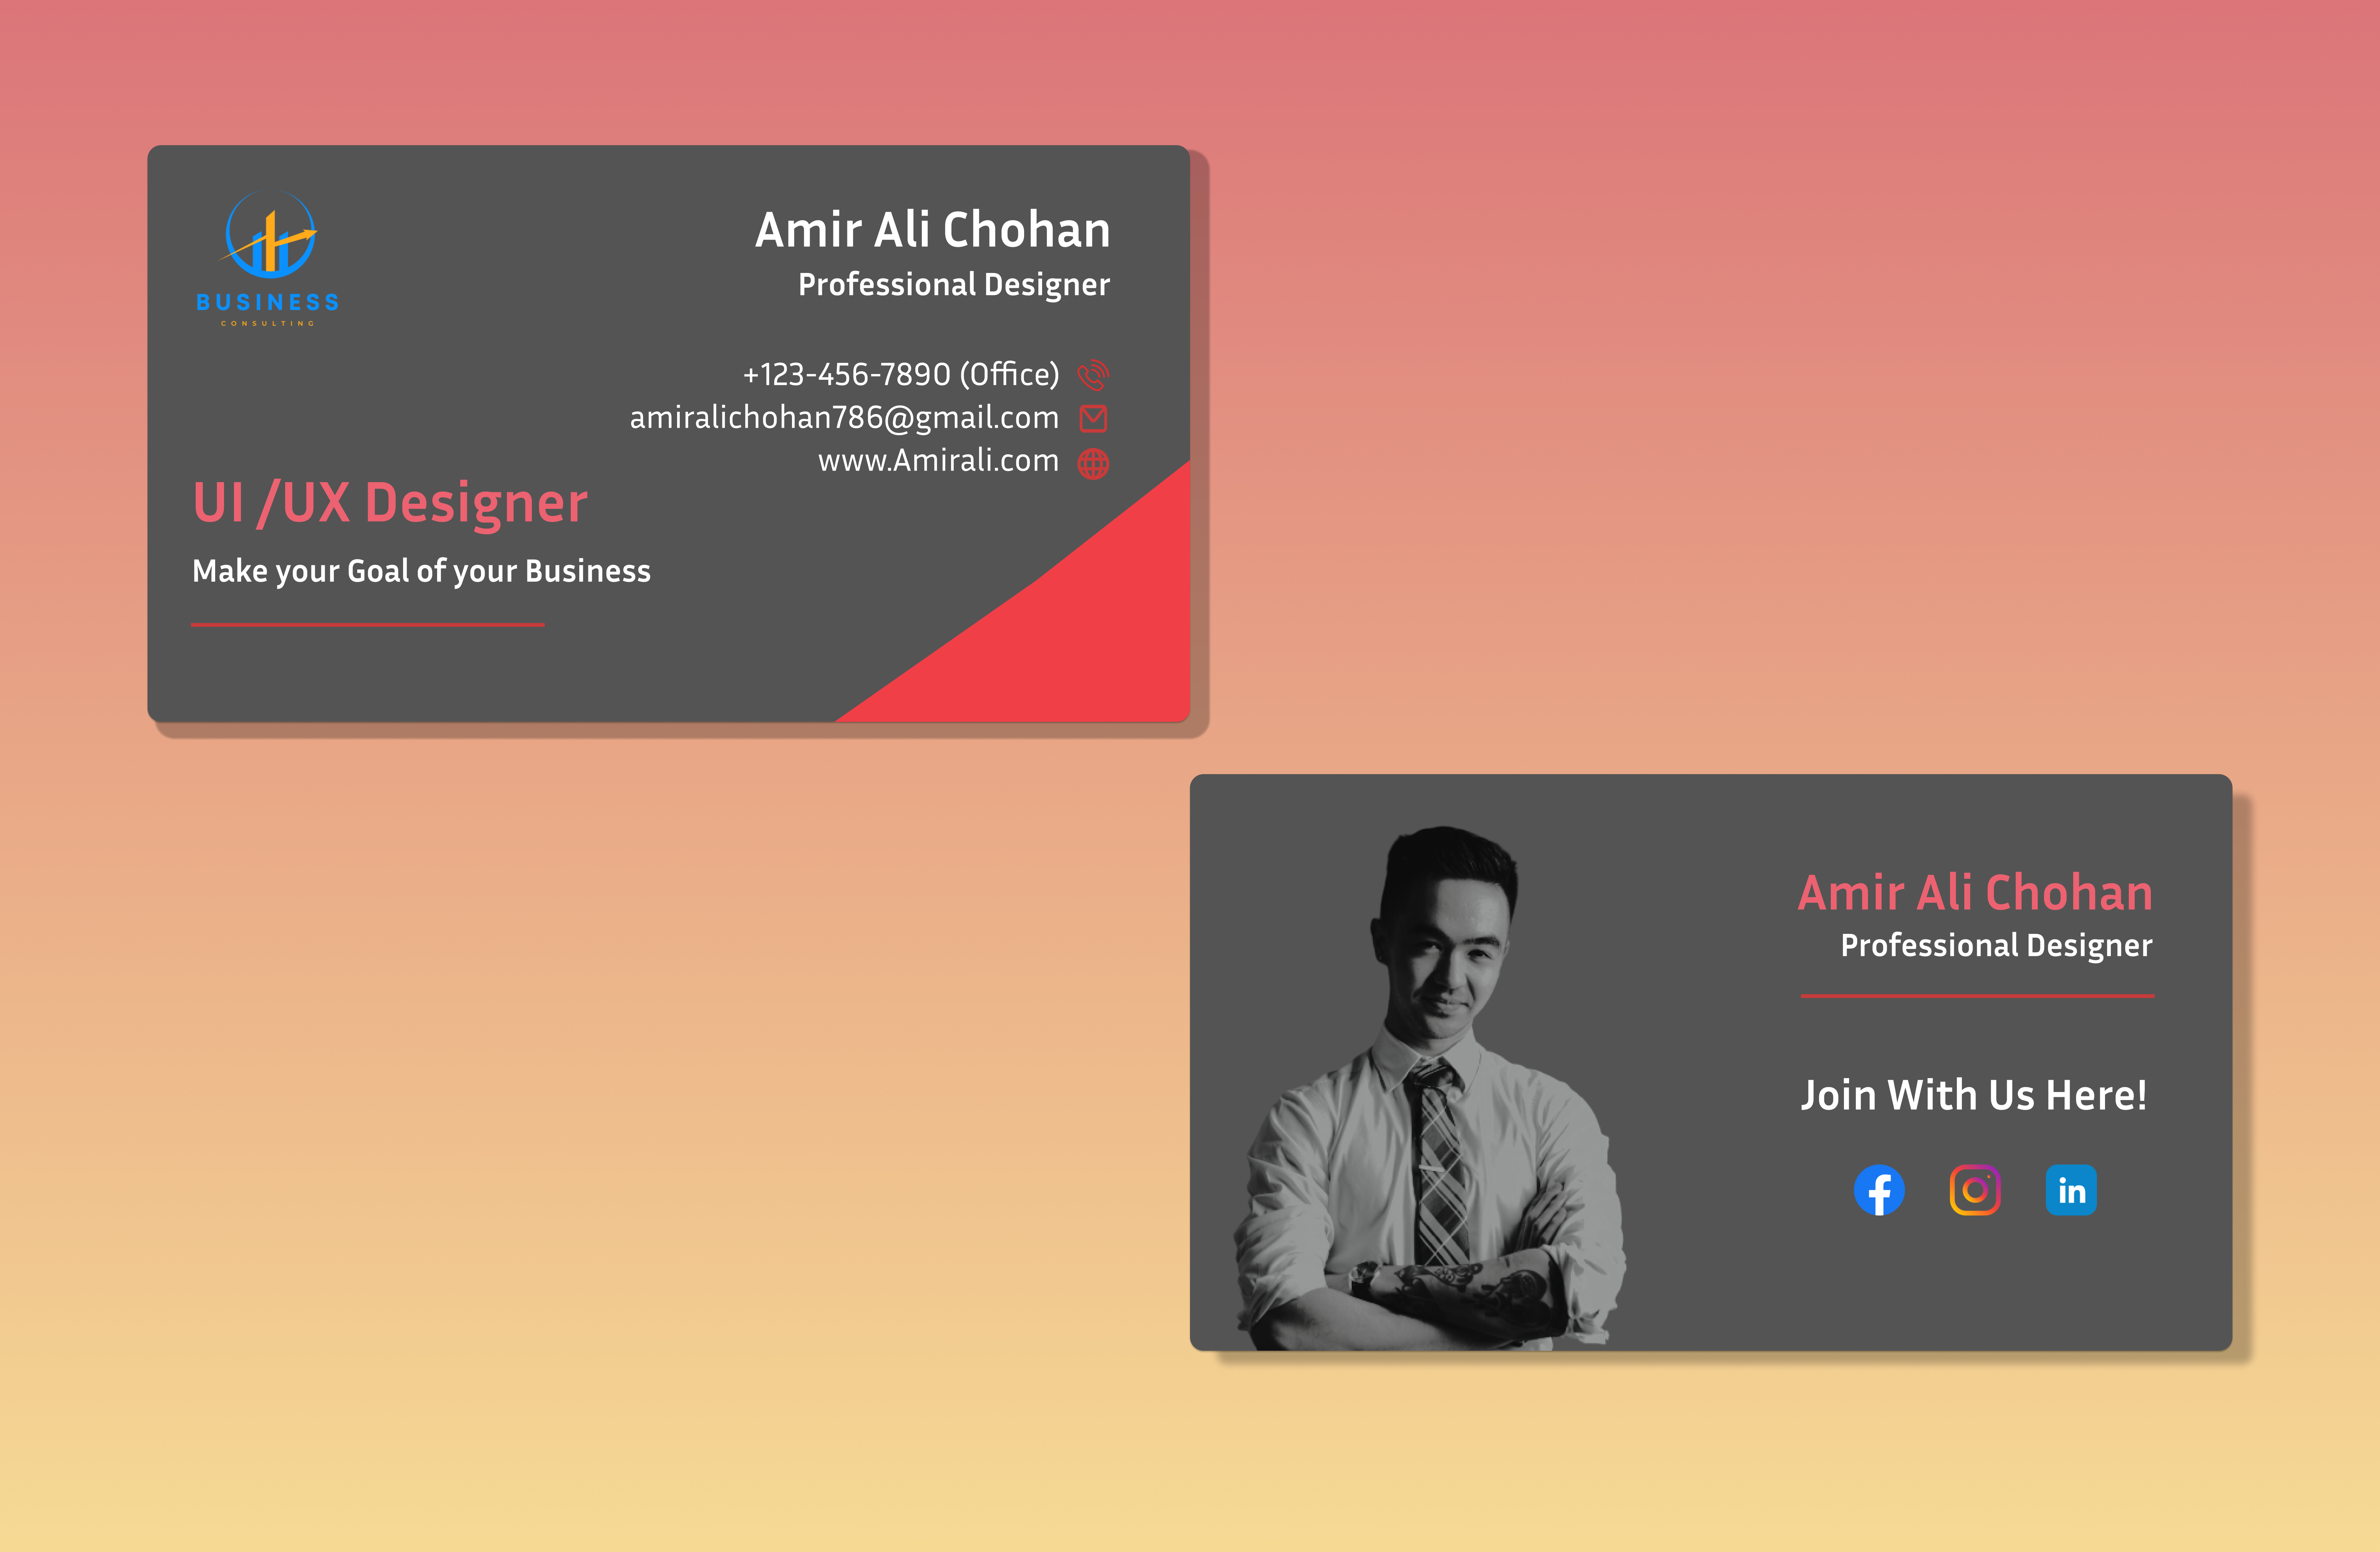 BUSINESS
CONSULTING
Amir Ali Chohan
Professional Designer
+123-456-7890 (Office)
amiralichohan786@gmail.com
www.Amirali.com
UI /UX Designer
Make your Goal of your Business
Amir Ali Chohan
Professional Designer
Join With Us Here!
f
in